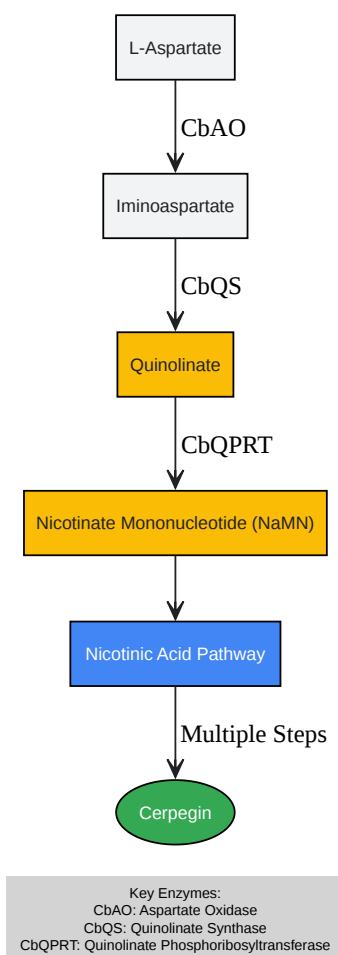 L-Aspartate
CbAO
Iminoaspartate
CbQS
Quinolinate
CbQPRT
Nicotinate Mononucleotide (NaMN)
Nicotinic Acid Pathway
Multiple Steps
Cerpegin
Key Enzymes:
CbAO: Aspartate Oxidase
CbQS: Quinolinate Synthase
CbQPRT: Quinolinate Phosphoribosyltransferase